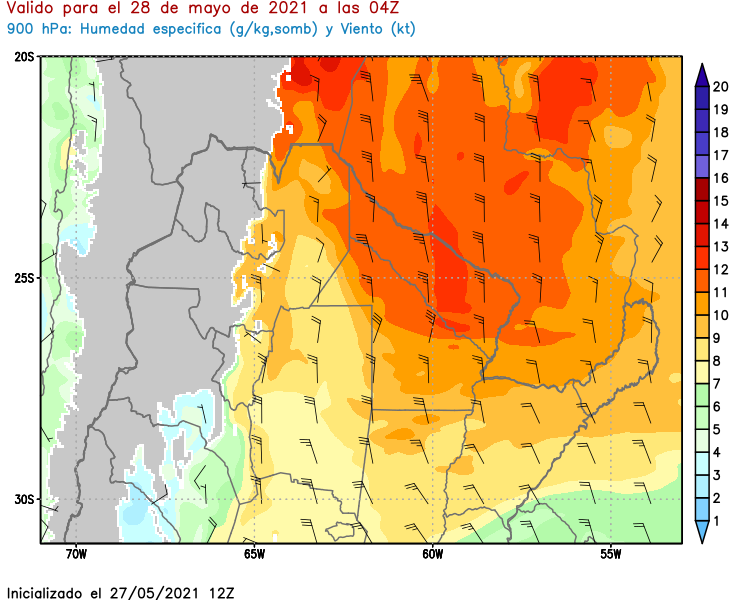 Valido para el 28 de mayo de 2021 a las 04Z
900 hPa: Humedad especifica (g/kg,somb) y Viento (kt)
20S
25S
30S
70W
65W
60W
55W
20
19
18
17
16
15
14
13
12
11
10
9
8
7
6
5
4
3
2
1
Inicializado el 27/05/2021 12Z